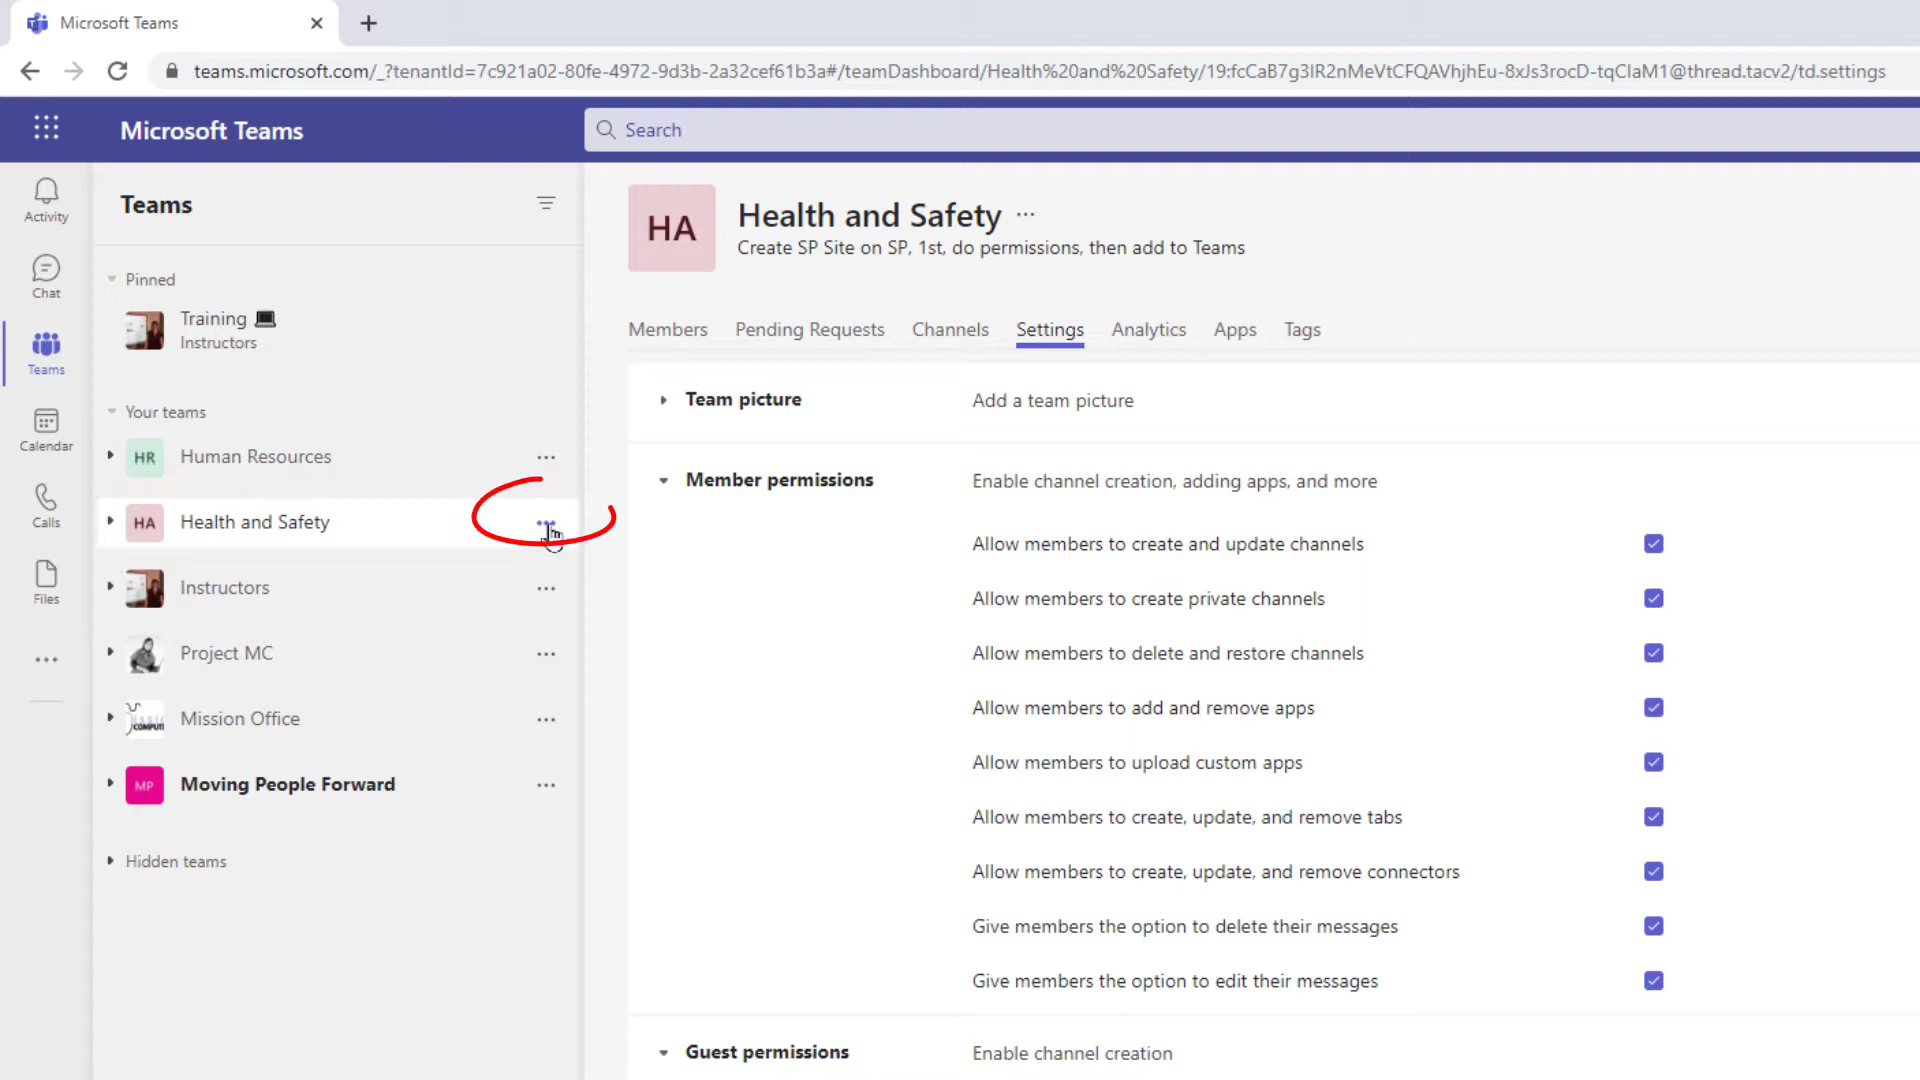 Microsoft Teams
teams.microsoft.com/_?tenantId=7c921a02-80fe-4972-9d3b-2a32cef61b3a#/teamDashboard/Health%20and%20Safety/19:fcCaB7g3IR2nMeVtCFQAVhjhEu-8xJs3rocD-tqClaM1@thread.tacv2/td.settings
Microsoft Teams
Search
Activity
Chat
Teams
Calendar
Calls
Files
Teams
Pinned
Training
Instructors
Your teams
HR Human Resources
HA Health and Safety
Instructors
Project MC
Mission Office
MP Moving People Forward
Hidden teams
HA
Health and Safety
Create SP Site on SP, 1st, do permissions, then add to Teams
Members Pending Requests Channels Settings Analytics Apps Tags
Team picture Add a team picture
Member permissions Enable channel creation, adding apps, and more
Allow members to create and update channels
Allow members to create private channels
Allow members to delete and restore channels
Allow members to add and remove apps
Allow members to upload custom apps
Allow members to create, update, and remove tabs
Allow members to create, update, and remove connectors
Give members the option to delete their messages
Give members the option to edit their messages
Guest permissions Enable channel creation